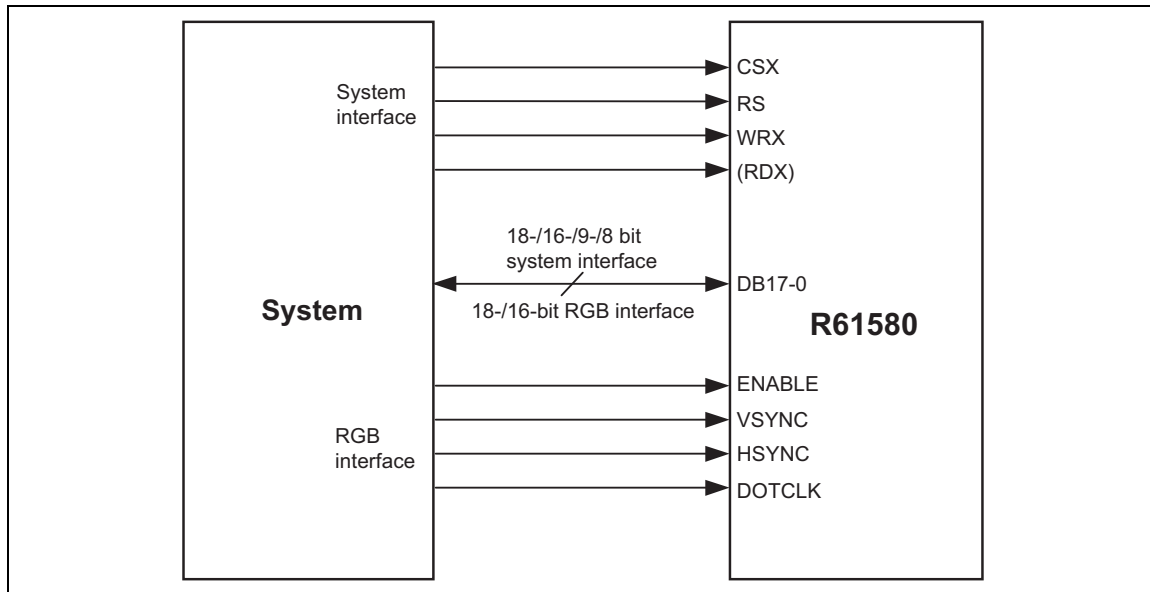 System
interface
CSX
RS
WRX
(RDX)
18-/16-/9-/8 bit
system interface
18-/16-bit RGB interface
DB17-0
System
R61580
RGB
interface
ENABLE
VSYNC
HSYNC
DOTCLK